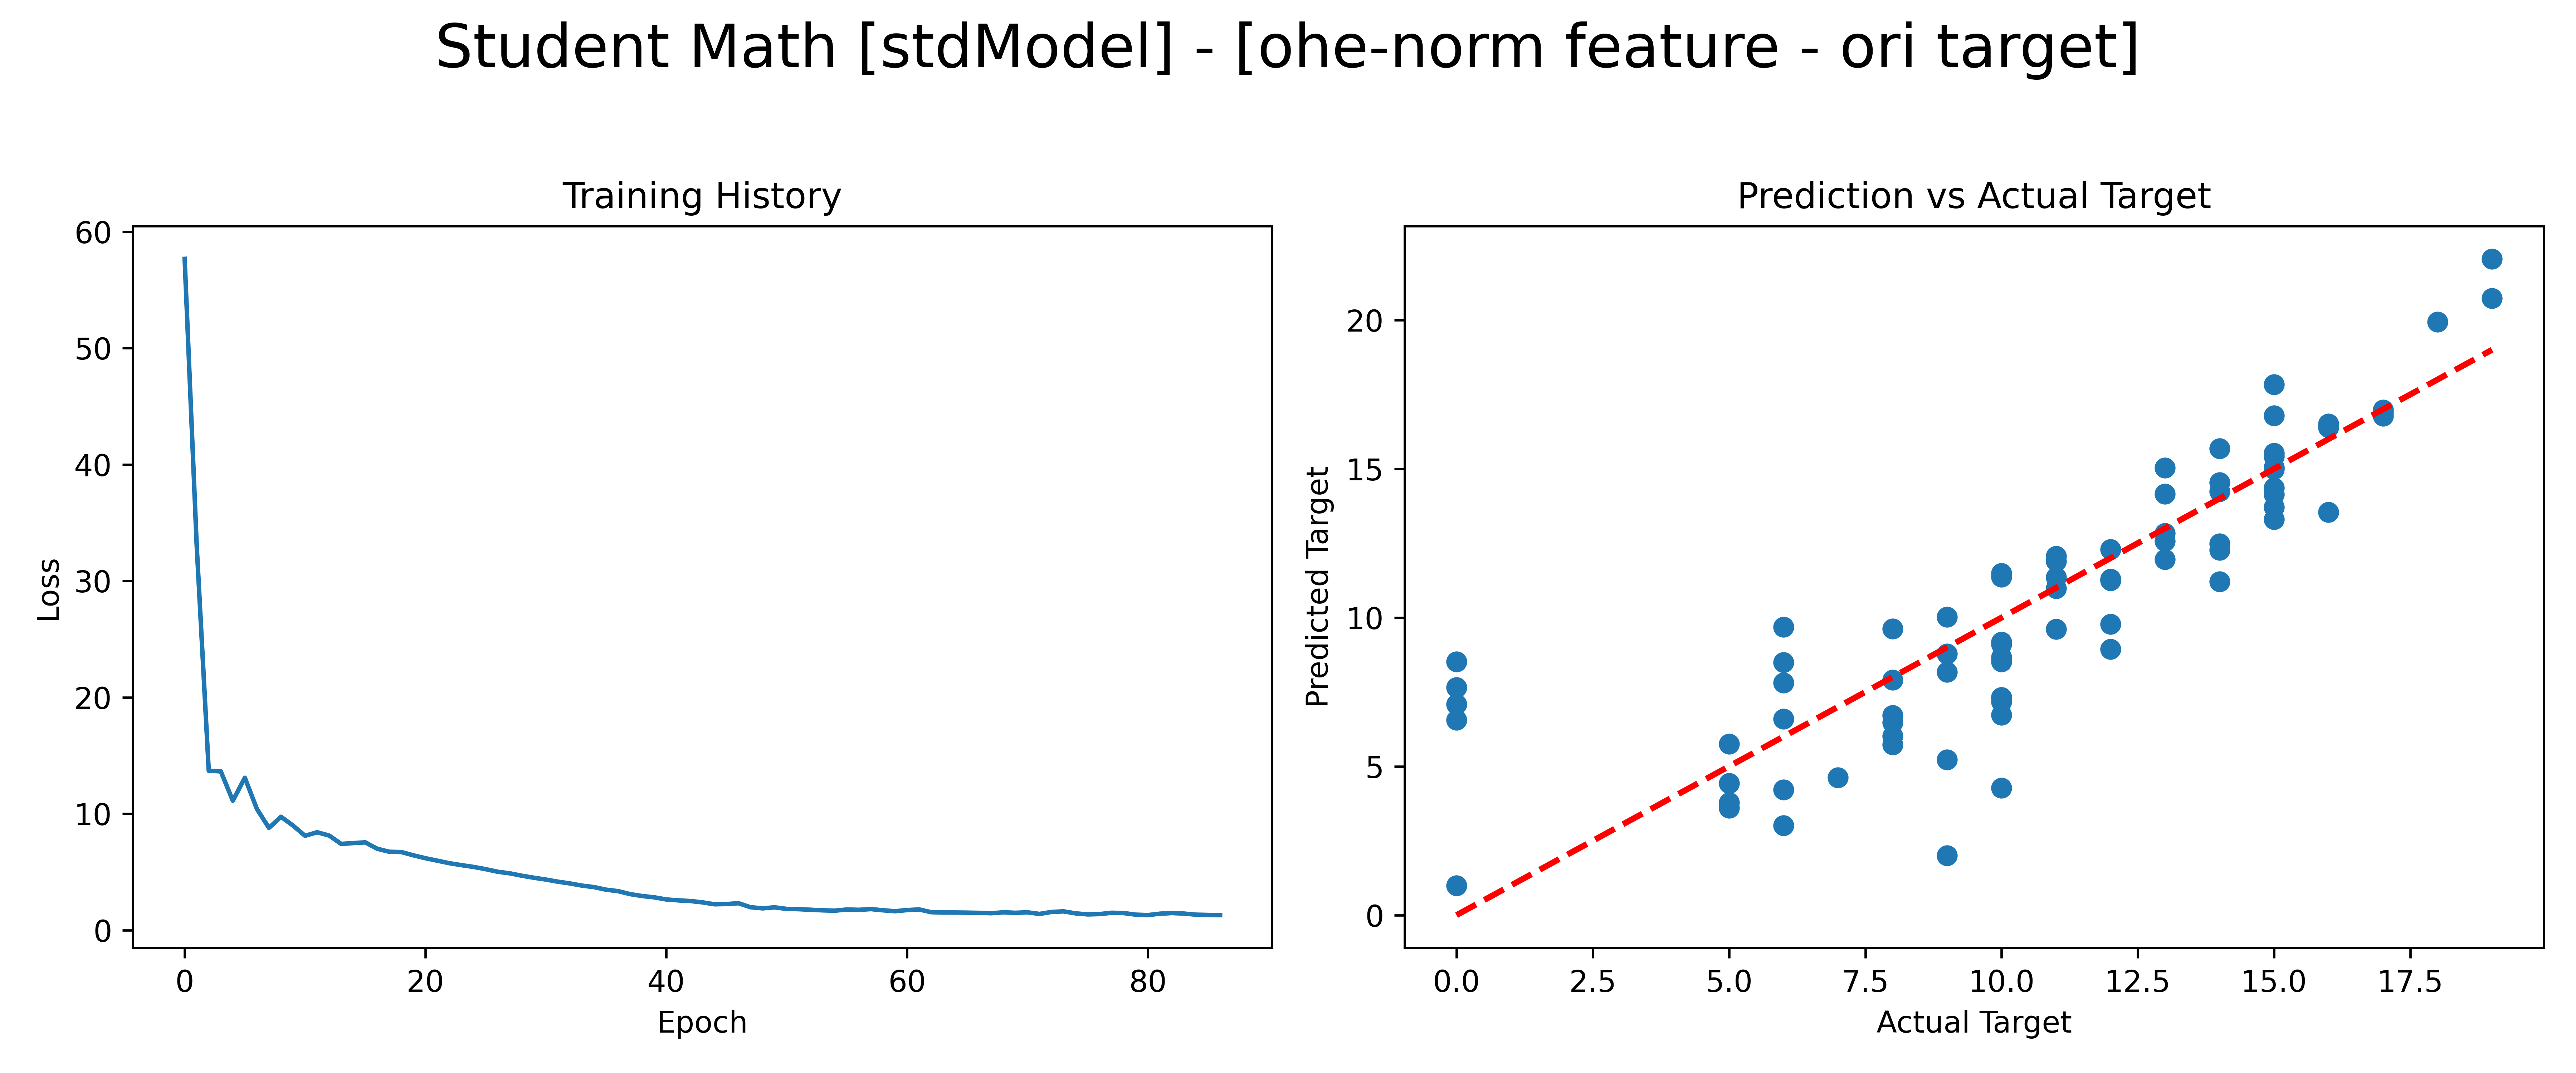 Student Math [stdModel] - [ohe-norm feature - ori target]
Training History
60
50
40
30
20
10
0
Loss
0 20 40 60 80
Epoch
Prediction vs Actual Target
20
15
10
5
0
Predicted Target
0.0 2.5 5.0 7.5 10.0 12.5 15.0 17.5
Actual Target